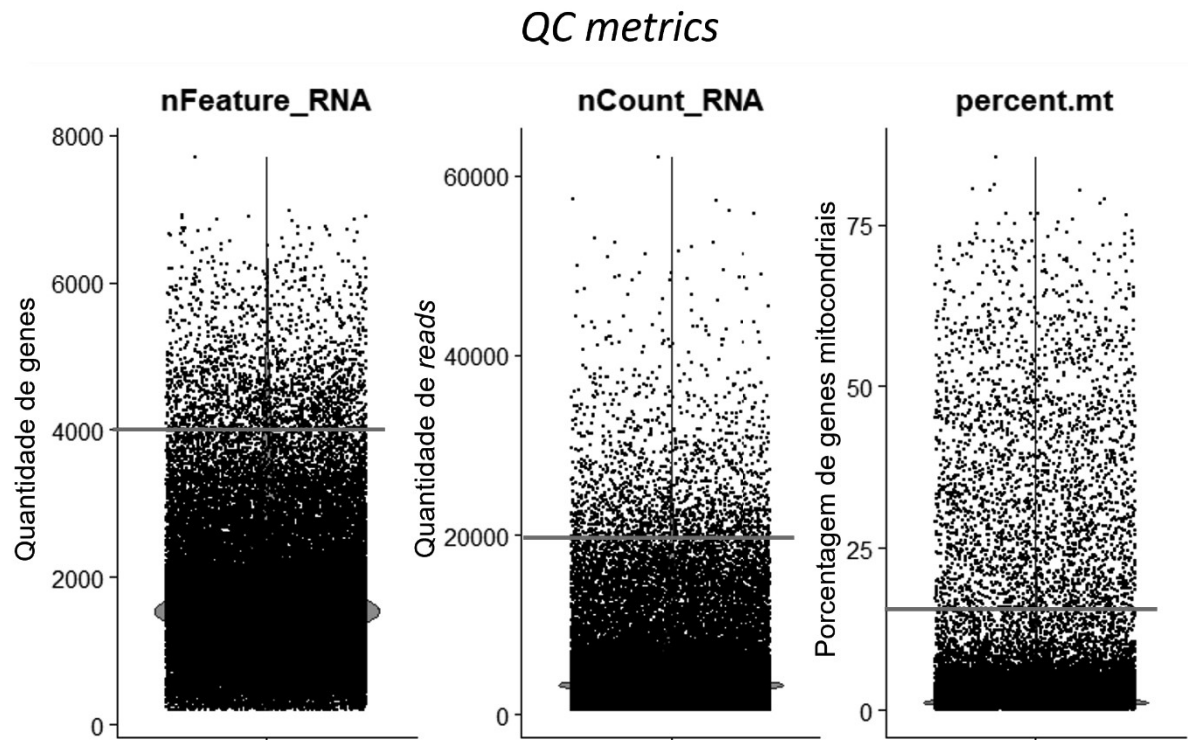 QC metrics
nFeature_RNA
Quantidade de genes
8000
6000
4000
2000
0
nCount_RNA
Quantidade de reads
60000
40000
20000
0
percent.mt
Porcentagem de genes mitocondriais
75
50
25
0